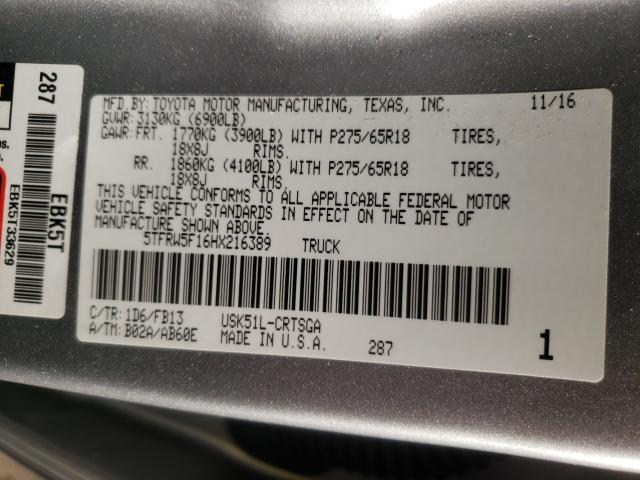 MFD.BY:TOYOTA MOTOR MANUFACTURING, TEXAS, INC. 11/16
GVWR:3130KG (6900LB)
GAWR:FRT. 1770KG (3900LB) WITH P275/65R18 TIRES,
18X8J RIMS.
RR. 1860KG (4100LB) WITH P275/65R18 TIRES,
18X8J RIMS.
THIS VEHICLE CONFORMS TO ALL APPLICABLE FEDERAL MOTOR
VEHICLE SAFETY STANDARDS IN EFFECT ON THE DATE OF
MANUFACTURE SHOWN ABOVE.
5TFRW5F16HX216389 TRUCK
C/TR:1D6/FB13 USK51L-CRTSGA
A/TM:B02A/AB60E MADE IN U.S.A. 287 1
287
EBK5T
EBK5T33629